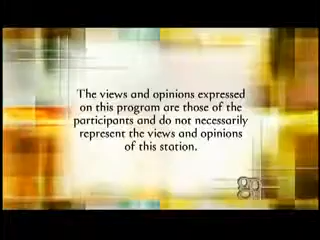 The views and opinions expressed
on this program are those of the
participants and do not necessarily
represent the views and opinions
of this station.